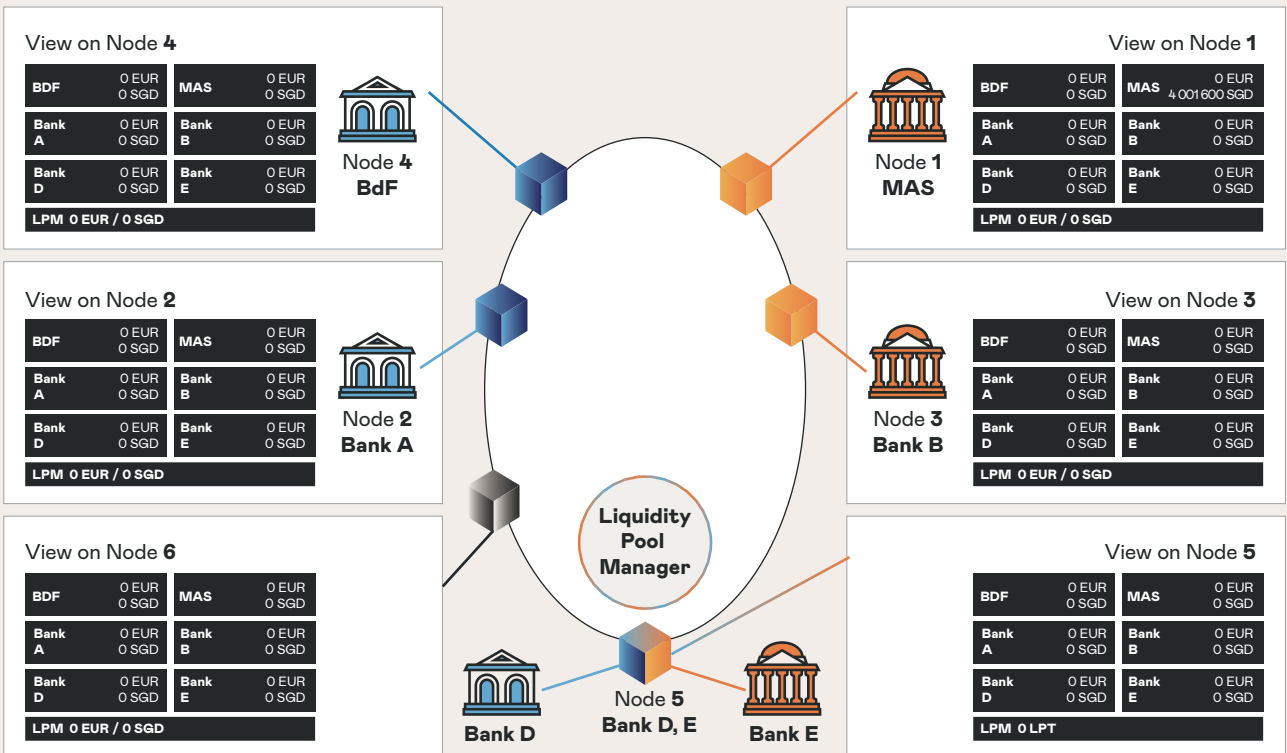 View on Node 4
BDF 0 EUR 0 SGD MAS 0 EUR 0 SGD
Bank A 0 EUR 0 SGD Bank B 0 EUR 0 SGD
Bank D 0 EUR 0 SGD Bank E 0 EUR 0 SGD
LPM 0 EUR / 0 SGD
Node 4
BdF
Node 1
MAS
View on Node 1
BDF 0 EUR 0 SGD MAS 0 EUR 4 001 600 SGD
Bank A 0 EUR 0 SGD Bank B 0 EUR 0 SGD
Bank D 0 EUR 0 SGD Bank E 0 EUR 0 SGD
LPM 0 EUR / 0 SGD
View on Node 2
BDF 0 EUR 0 SGD MAS 0 EUR 0 SGD
Bank A 0 EUR 0 SGD Bank B 0 EUR 0 SGD
Bank D 0 EUR 0 SGD Bank E 0 EUR 0 SGD
LPM 0 EUR / 0 SGD
Node 2
Bank A
Node 3
Bank B
View on Node 3
BDF 0 EUR 0 SGD MAS 0 EUR 0 SGD
Bank A 0 EUR 0 SGD Bank B 0 EUR 0 SGD
Bank D 0 EUR 0 SGD Bank E 0 EUR 0 SGD
LPM 0 EUR / 0 SGD
View on Node 6
BDF 0 EUR 0 SGD MAS 0 EUR 0 SGD
Bank A 0 EUR 0 SGD Bank B 0 EUR 0 SGD
Bank D 0 EUR 0 SGD Bank E 0 EUR 0 SGD
LPM 0 EUR / 0 SGD
Liquidity
Pool
Manager
Bank D
Node 5
Bank D, E
Bank E
View on Node 5
BDF 0 EUR 0 SGD MAS 0 EUR 0 SGD
Bank A 0 EUR 0 SGD Bank B 0 EUR 0 SGD
Bank D 0 EUR 0 SGD Bank E 0 EUR 0 SGD
LPM 0 LPT